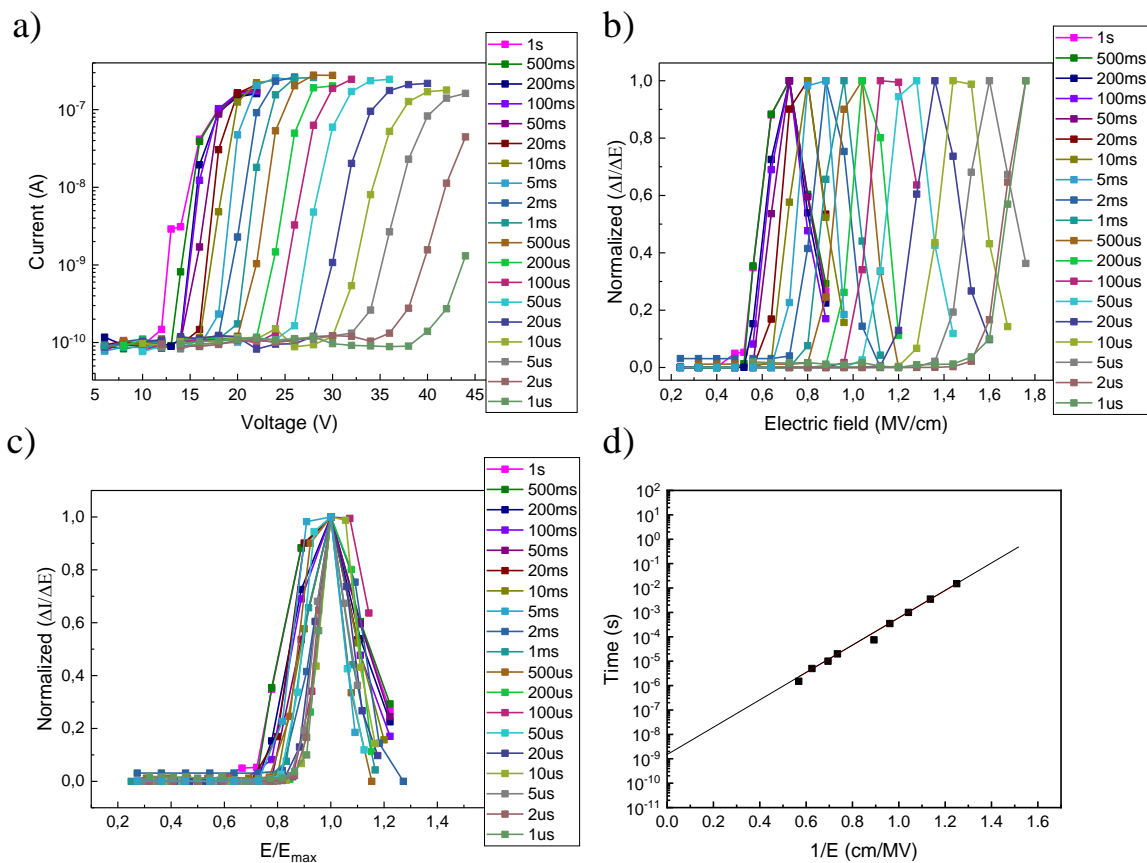 a)
Current (A)
10⁻⁷
10⁻⁸
10⁻⁹
10⁻¹⁰
5 10 15 20 25 30 35 40 45
Voltage (V)
1s
500ms
200ms
100ms
50ms
20ms
10ms
5ms
2ms
1ms
500us
200us
100us
50us
20us
10us
5us
2us
1us
b)
Normalized (ΔI/ΔE)
1,0
0,8
0,6
0,4
0,2
0,0
0,2 0,4 0,6 0,8 1,0 1,2 1,4 1,6 1,8
Electric field (MV/cm)
1s
500ms
200ms
100ms
50ms
20ms
10ms
5ms
2ms
1ms
500us
200us
100us
50us
20us
10us
5us
2us
1us
c)
Normalized (ΔI/ΔE)
1,0
0,8
0,6
0,4
0,2
0,0
0,2 0,4 0,6 0,8 1,0 1,2 1,4
E/Eₘₐₓ
1s
500ms
200ms
100ms
50ms
20ms
10ms
5ms
2ms
1ms
500us
200us
100us
50us
20us
10us
5us
2us
1us
d)
Time (s)
10²
10¹
10⁰
10⁻¹
10⁻²
10⁻³
10⁻⁴
10⁻⁵
10⁻⁶
10⁻⁷
10⁻⁸
10⁻⁹
10⁻¹⁰
10⁻¹¹
0.0 0.2 0.4 0.6 0.8 1.0 1.2 1.4 1.6
1/E (cm/MV)